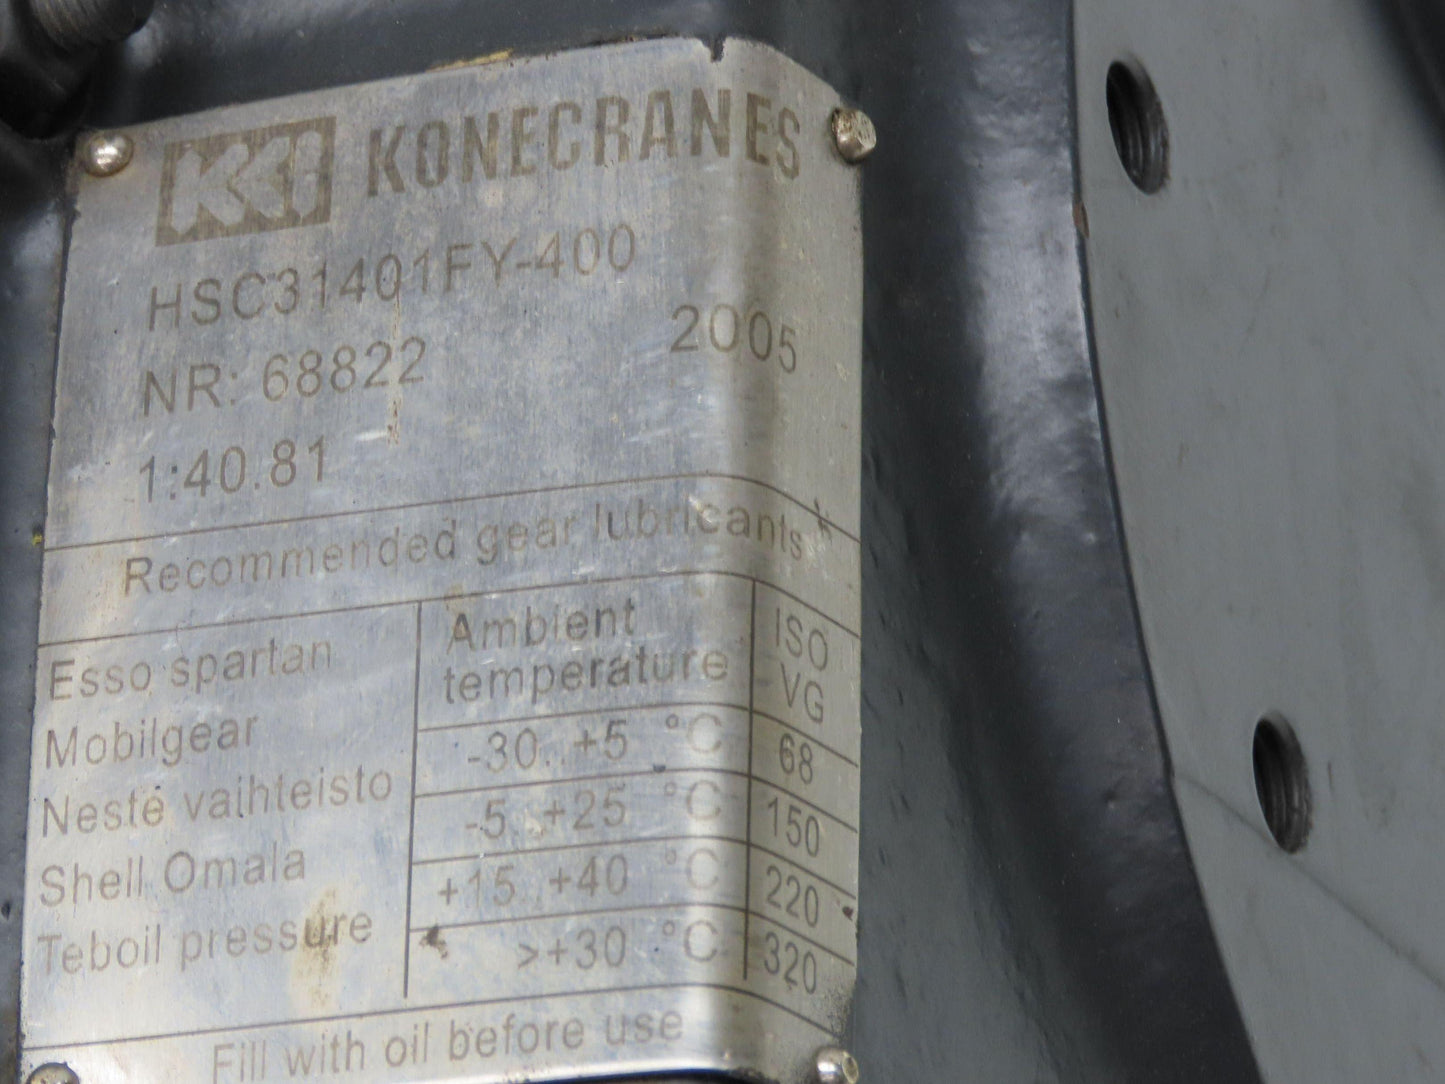 KCI KONECRANES
HSC31401FY-400
NR: 68822 2005
1:40.81
Recommended gear lubricants
Esso spartan
Mobilgear
Neste vaihteisto
Shell Omala
Teboil pressure
Ambient
temperature
ISO
VG
-30..+5 °C 68
-5..+25 °C 150
+15..+40 °C 220
>+30 °C 320
Fill with oil before use